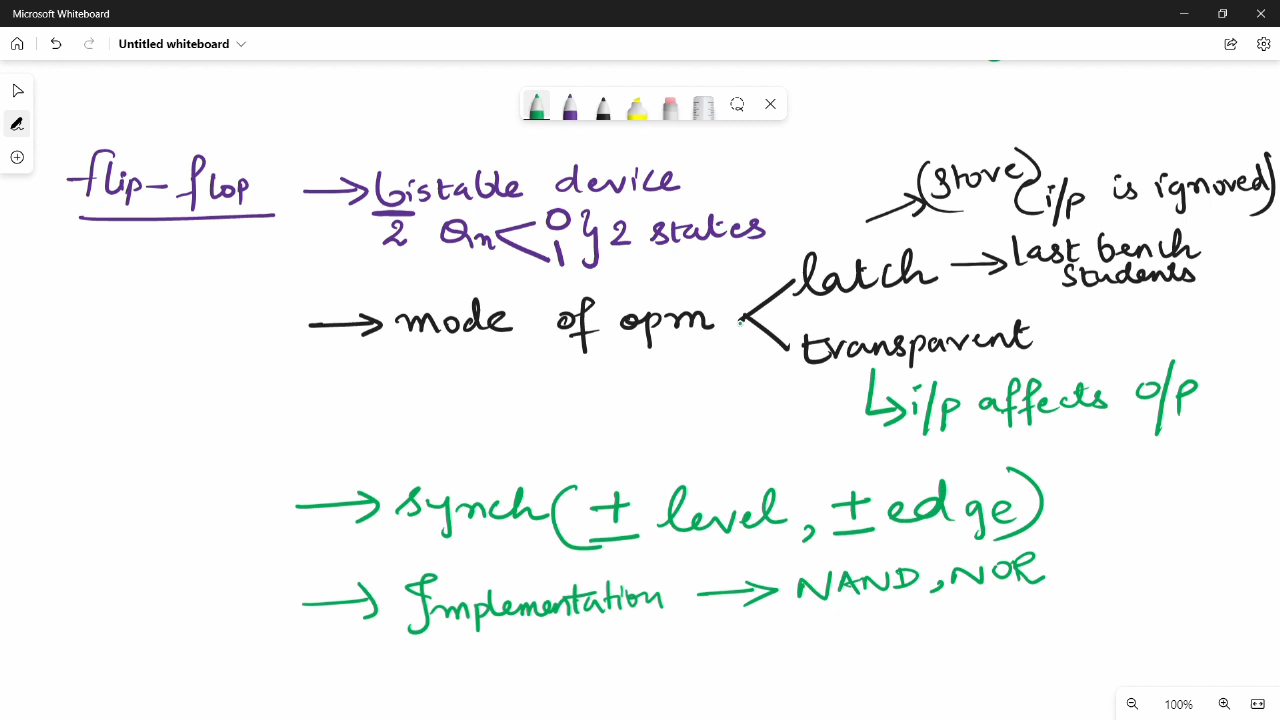 Microsoft Whiteboard
Untitled whiteboard
flip-flop → bistable device
2 Qn < 0 1 } 2 states
→ mode of opn
latch → last bench students
(store) (i/p is ignored)
transparent
↳ i/p affects o/p
→ synch (± level, ± edge)
→ Implementation → NAND, NOR
100%